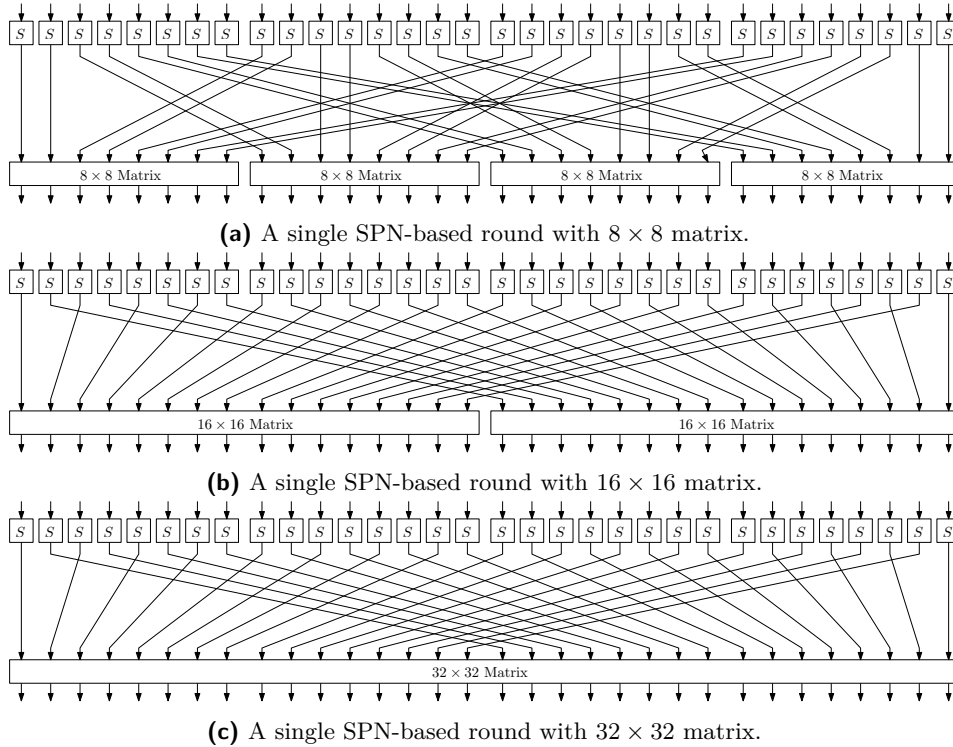 S S S S S S S S S S S S S S S S S S S S S S S S S S S S S S S S
8 × 8 Matrix 8 × 8 Matrix 8 × 8 Matrix 8 × 8 Matrix
(a) A single SPN-based round with 8 × 8 matrix.
S S S S S S S S S S S S S S S S S S S S S S S S S S S S S S S S
16 × 16 Matrix 16 × 16 Matrix
(b) A single SPN-based round with 16 × 16 matrix.
S S S S S S S S S S S S S S S S S S S S S S S S S S S S S S S S
32 × 32 Matrix
(c) A single SPN-based round with 32 × 32 matrix.